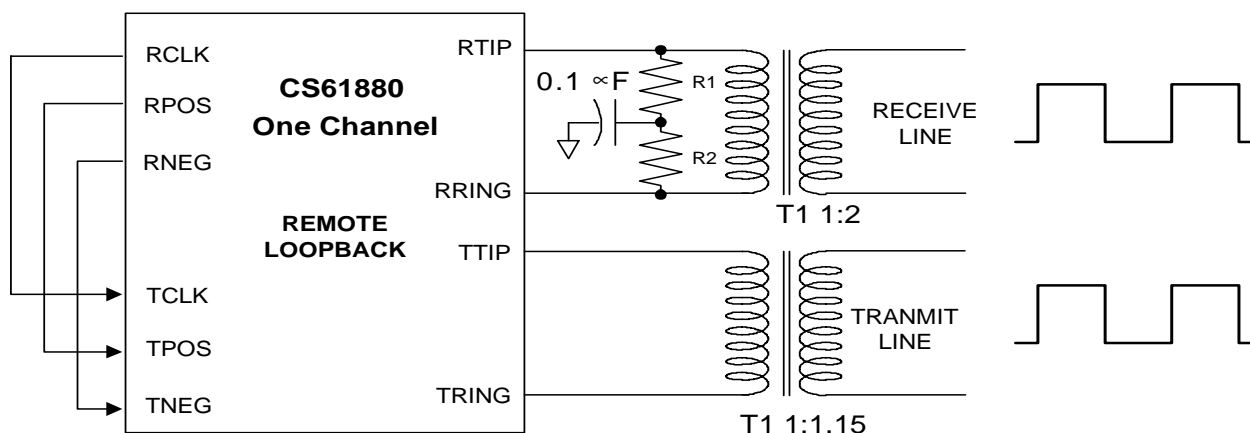 RCLK
RPOS
RNEG
CS61880
One Channel
REMOTE
LOOPBACK
TCLK
TPOS
TNEG
RTIP
RRING
TTIP
TRING
0.1 ∝F
R1
R2
RECEIVE
LINE
T1 1:2
TRANMIT
LINE
T1 1:1.15